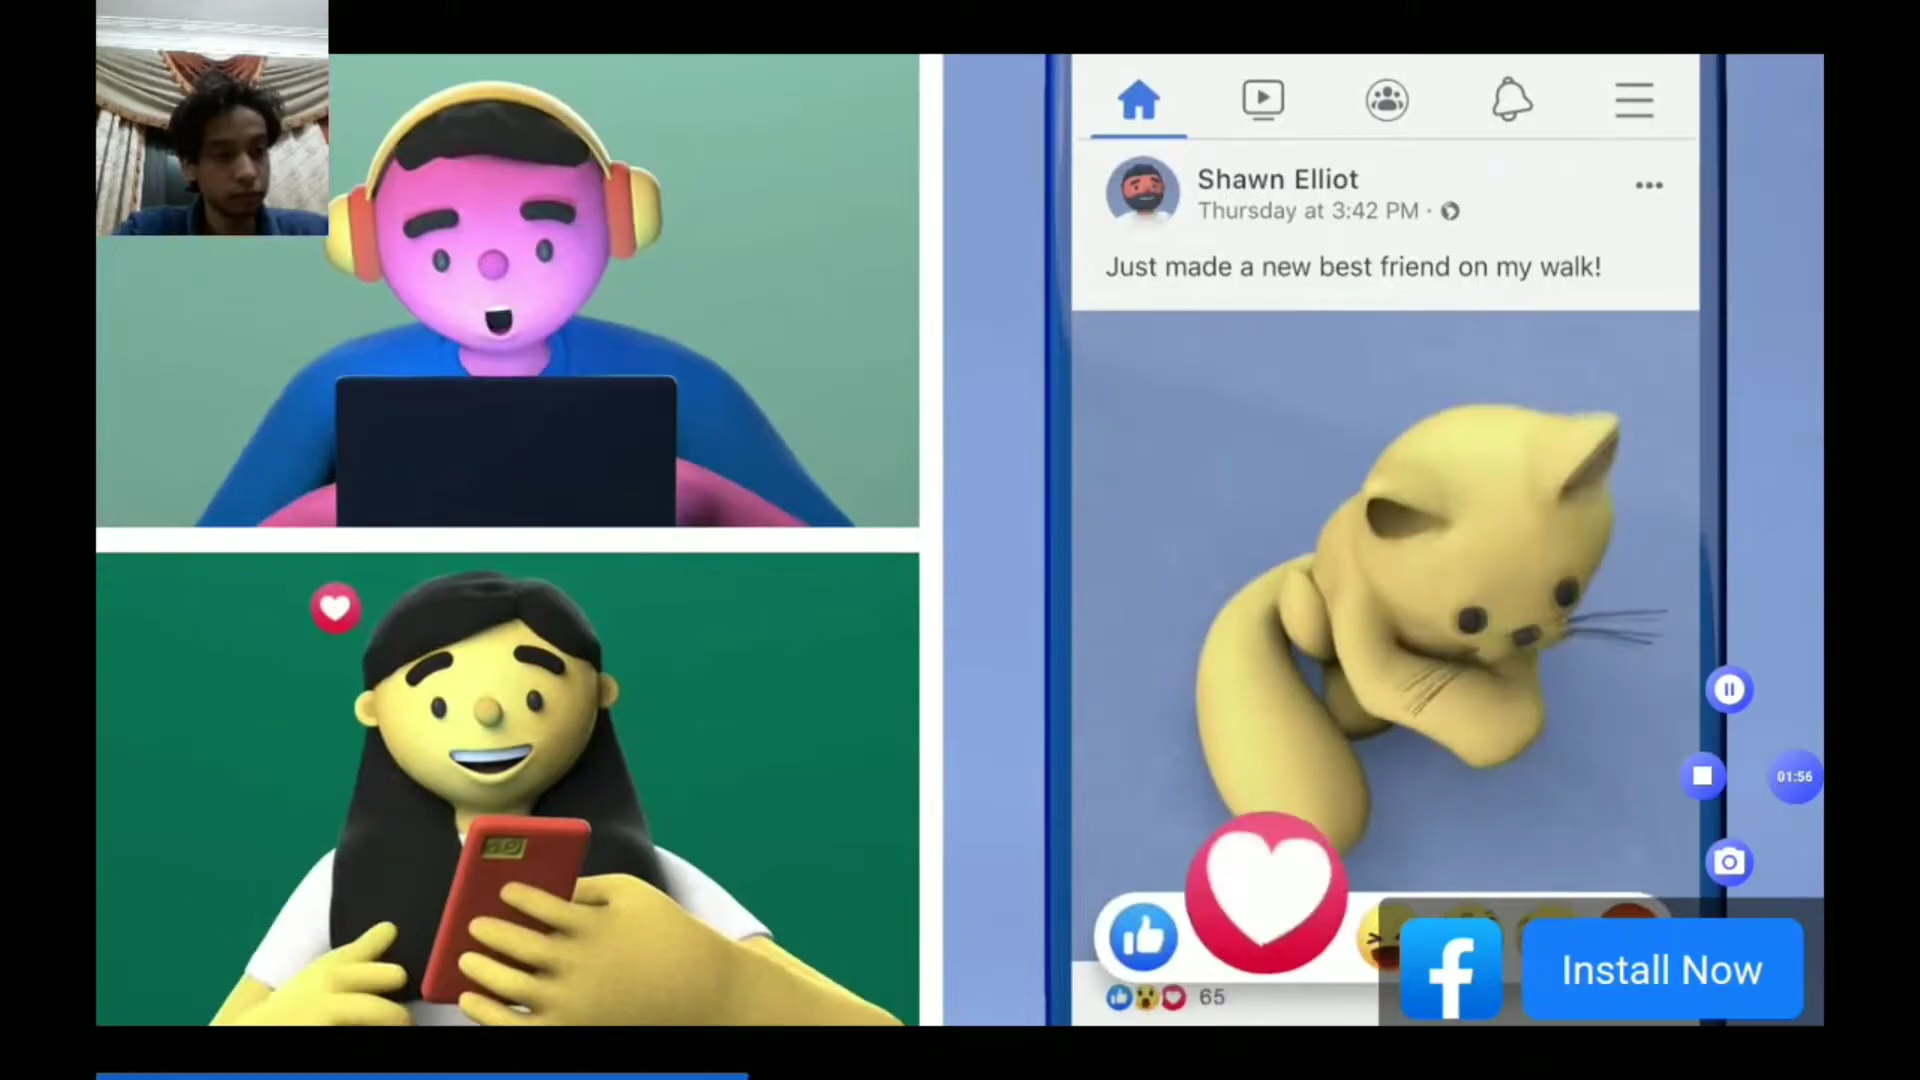 Shawn Elliot
Thursday at 3:42 PM ·
Just made a new best friend on my walk!
01:56
65
f
Install Now